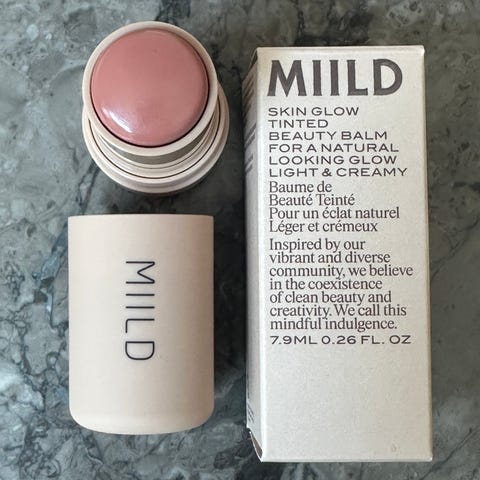 MIILD
SKIN GLOW
TINTED
BEAUTY BALM
FOR A NATURAL
LOOKING GLOW
LIGHT & CREAMY
Baume de
Beauté Teinté
Pour un éclat naturel
Léger et crémeux
Inspired by our
vibrant and diverse
community, we believe
in the coexistence
of clean beauty and
creativity. We call this
mindful indulgence.
7.9ML 0.26 FL. OZ
MIILD